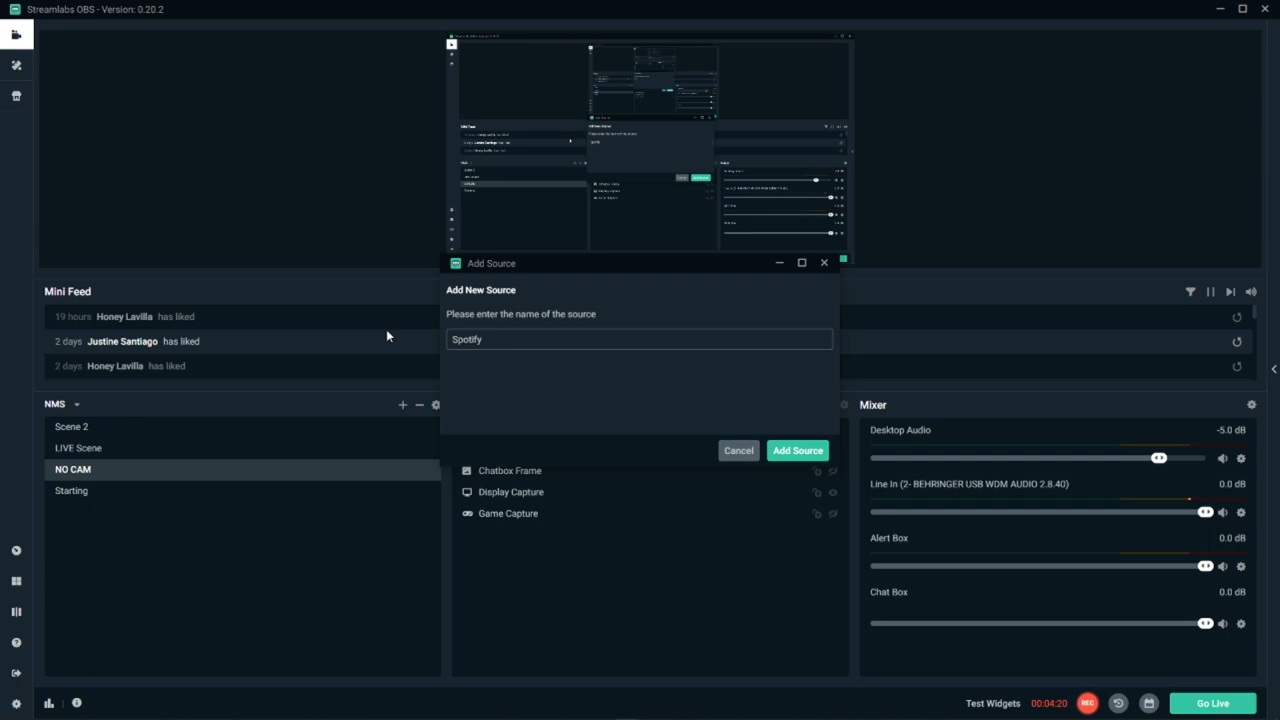 Streamlabs OBS - Version: 0.20.2
Add Source
Add New Source
Please enter the name of the source
Spotify
Cancel
Add Source
Mini Feed
19 hours Honey Lavilla has liked
2 days Justine Santiago has liked
2 days Honey Lavilla has liked
NMS
Scene 2
LIVE Scene
NO CAM
Starting
Chatbox Frame
Display Capture
Game Capture
Mixer
Desktop Audio -5.0 dB
Line In (2- BEHRINGER USB WDM AUDIO 2.8.40) 0.0 dB
Alert Box 0.0 dB
Chat Box 0.0 dB
Test Widgets 00:04:20 REC Go Live